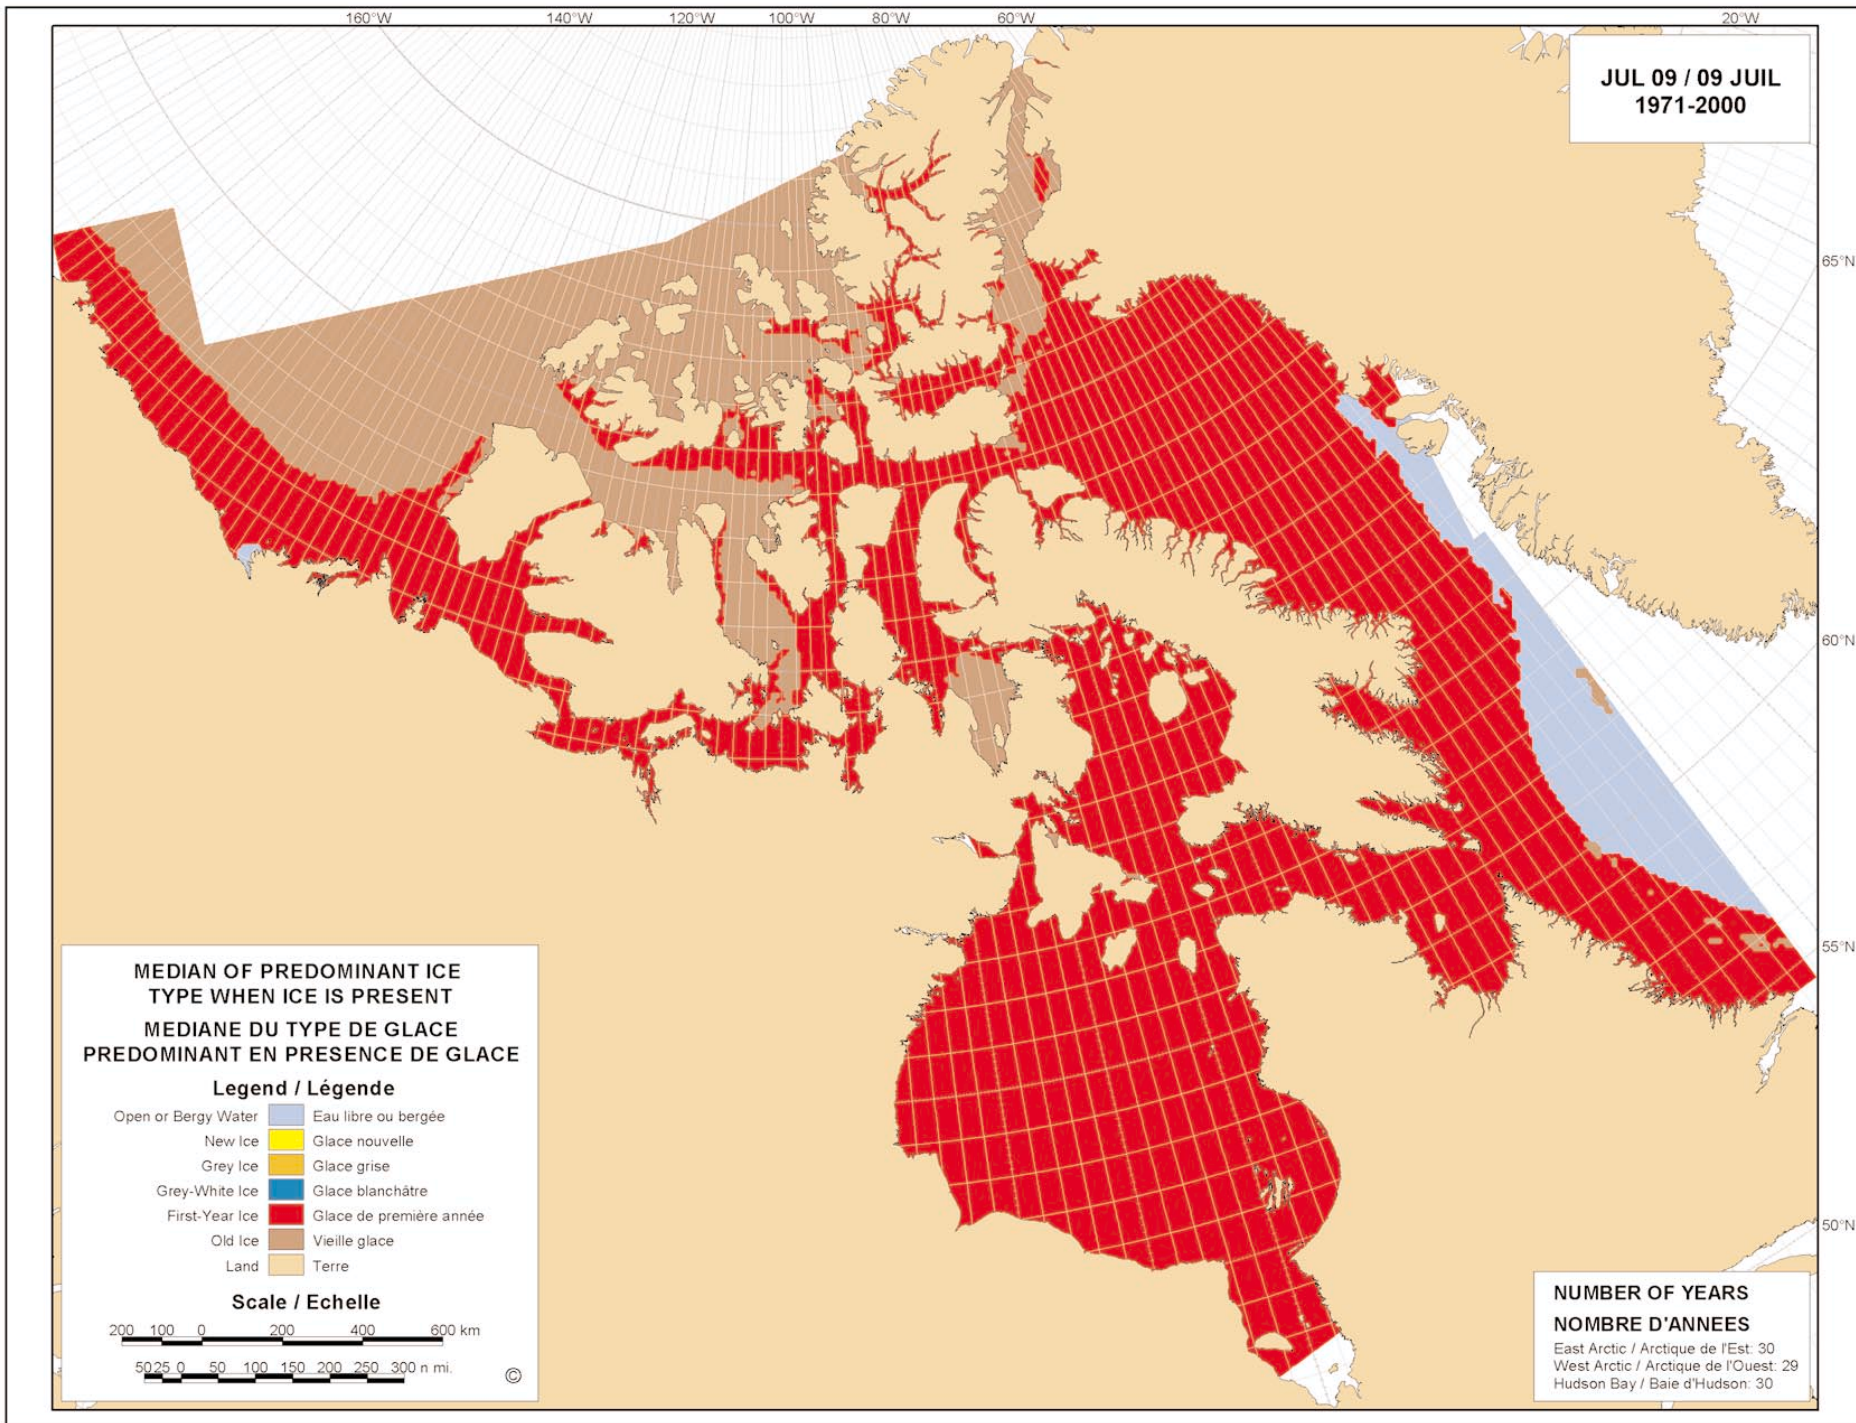 160°W 140°W 120°W 100°W 80°W 60°W 20°W
JUL 09 / 09 JUIL
1971-2000
65°N
60°N
55°N
50°N
MEDIAN OF PREDOMINANT ICE
TYPE WHEN ICE IS PRESENT
MEDIANE DU TYPE DE GLACE
PREDOMINANT EN PRESENCE DE GLACE
Legend / Légende
Open or Bergy Water Eau libre ou bergée
New Ice Glace nouvelle
Grey Ice Glace grise
Grey-White Ice Glace blanchâtre
First-Year Ice Glace de première année
Old Ice Vieille glace
Land Terre
Scale / Echelle
200 100 0 200 400 600 km
50 25 0 50 100 150 200 250 300 n mi.
©
NUMBER OF YEARS
NOMBRE D'ANNEES
East Arctic / Arctique de l'Est: 30
West Arctic / Arctique de l'Ouest: 29
Hudson Bay / Baie d'Hudson: 30